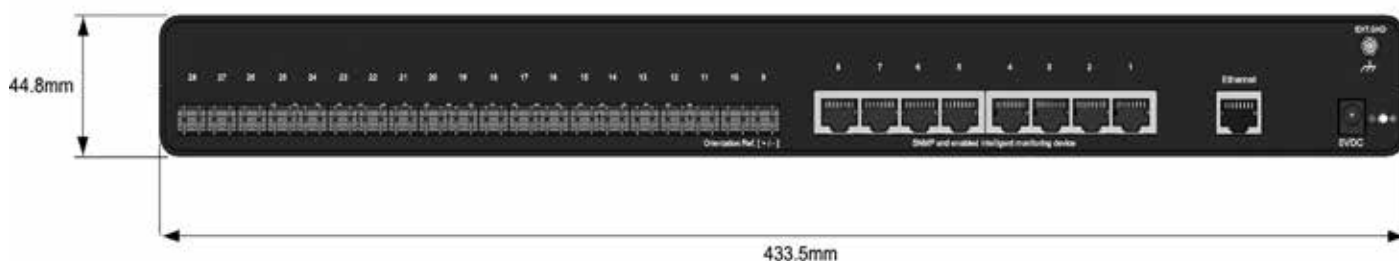 EXT.GND
44.8mm
28 27 26 25 24 23 22 21 20 19 18 17 16 15 14 13 12 11 10 9
8 7 6 5 4 3 2 1
Ethernet
Orientation Ref. [ + / - ]
SNMP and enabled intelligent monitoring device
5VDC
433.5mm